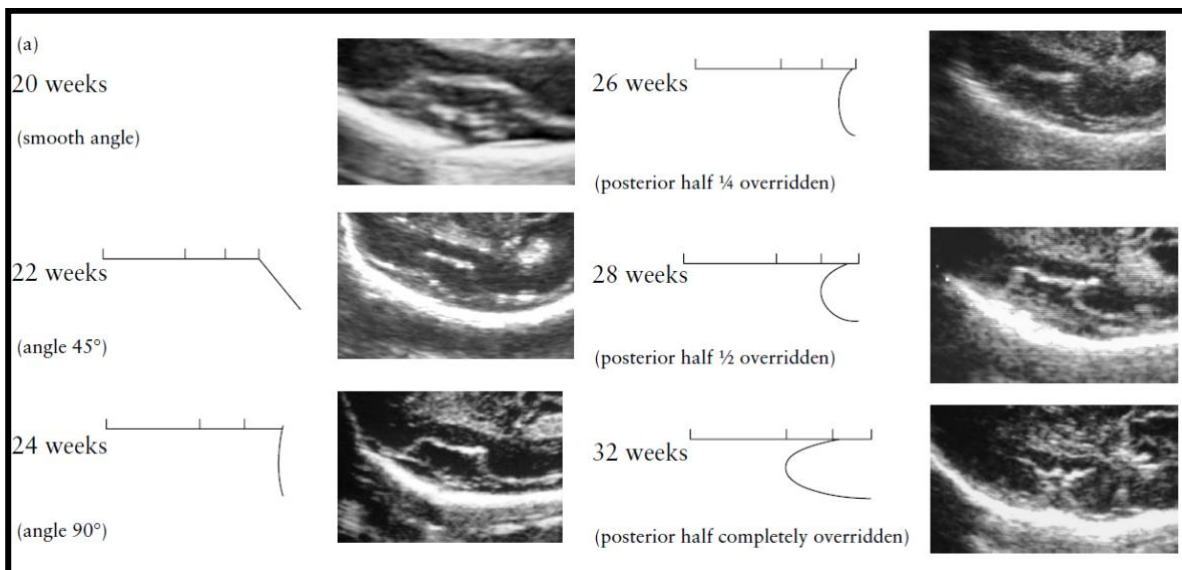 (a)
20 weeks
(smooth angle)
22 weeks
(angle 45°)
24 weeks
(angle 90°)
26 weeks
(posterior half ¼ overridden)
28 weeks
(posterior half ½ overridden)
32 weeks
(posterior half completely overridden)